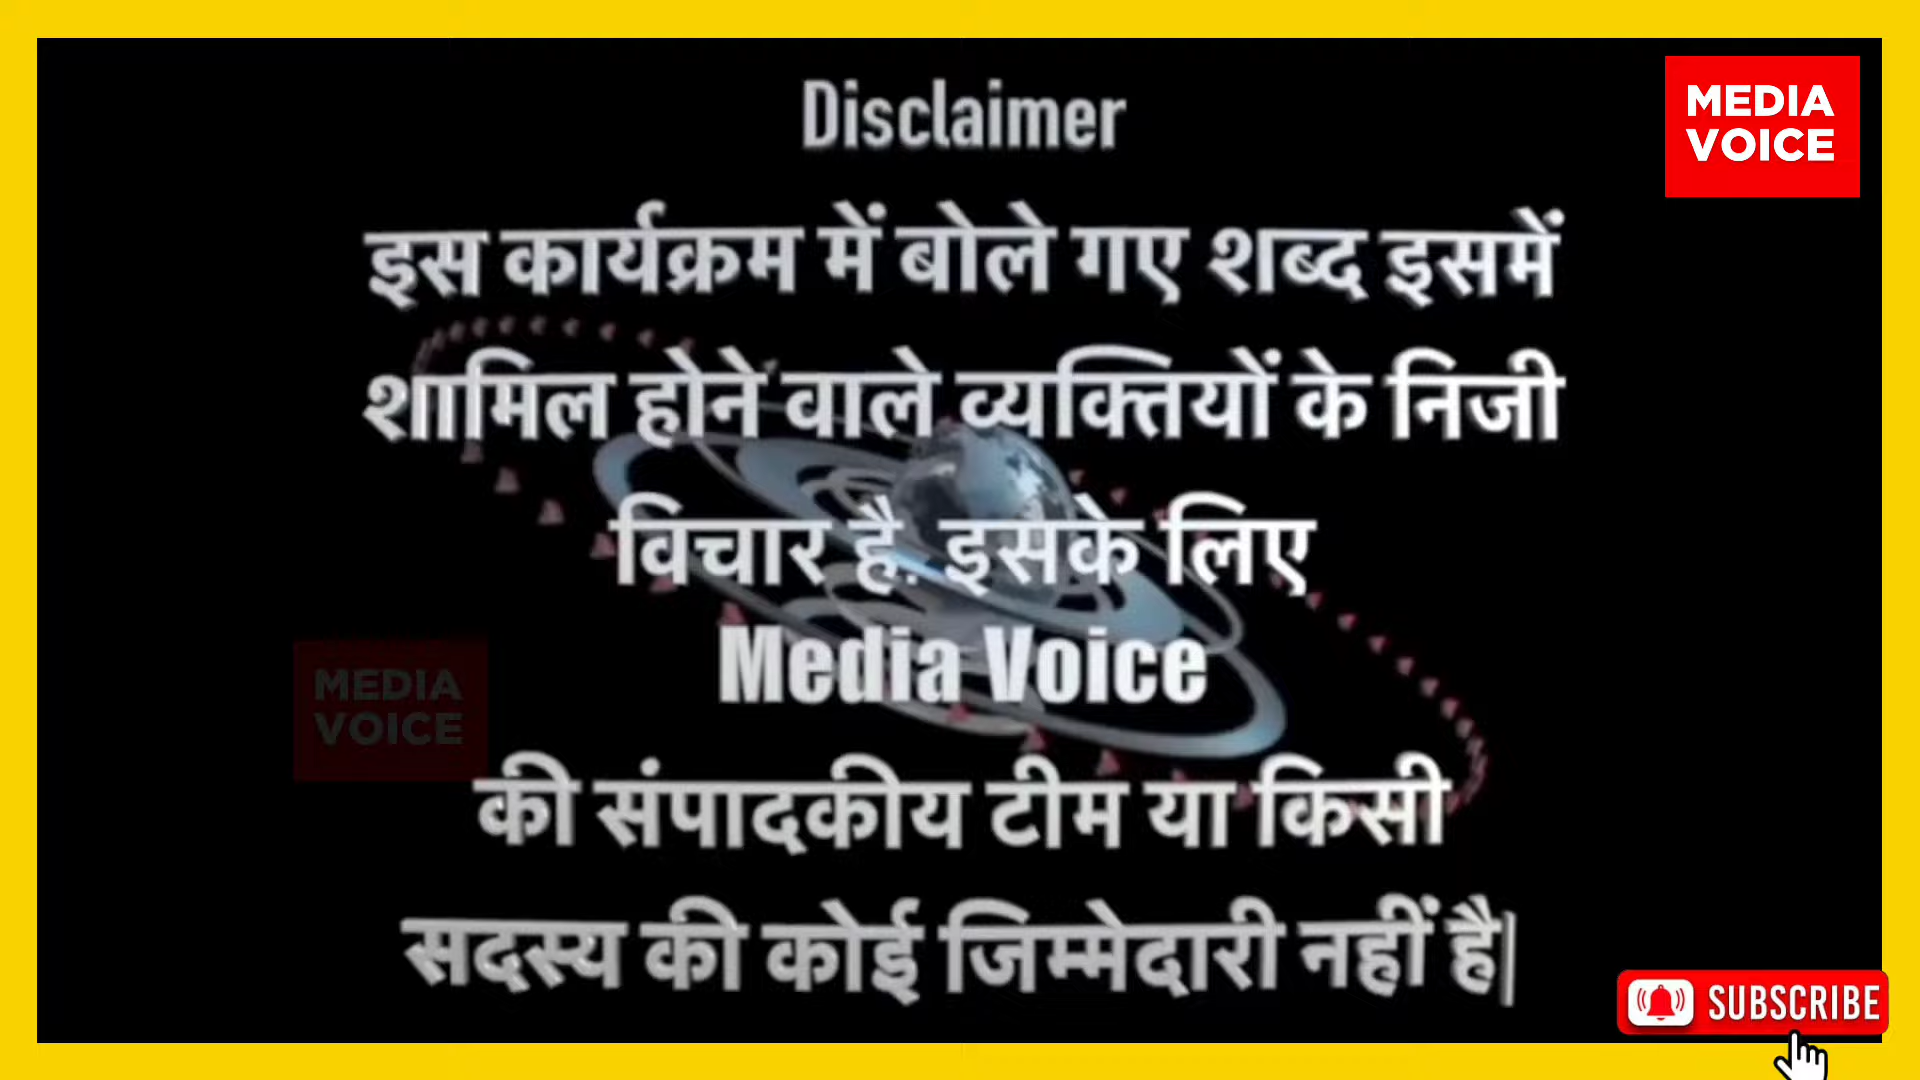 Disclaimer
MEDIA
VOICE
इस कार्यक्रम में बोले गए शब्द इसमें
शामिल होने वाले व्यक्तियों के निजी
विचार है. इसके लिए
Media Voice
MEDIA
VOICE
की संपादकीय टीम या किसी
सदस्य की कोई जिम्मेदारी नहीं है|
SUBSCRIBE